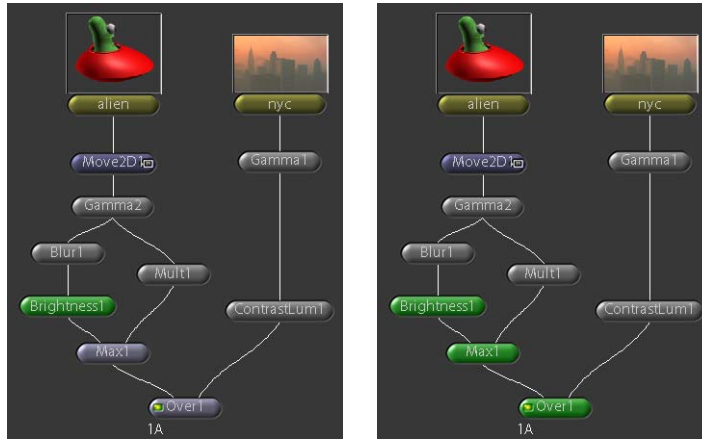 alien
nyc
Move2D1
Gamma1
Gamma2
Blur1
Mult1
Brightness1
ContrastLum1
Max1
Over1
1A
alien
nyc
Move2D1
Gamma1
Gamma2
Blur1
Mult1
Brightness1
ContrastLum1
Max1
Over1
1A